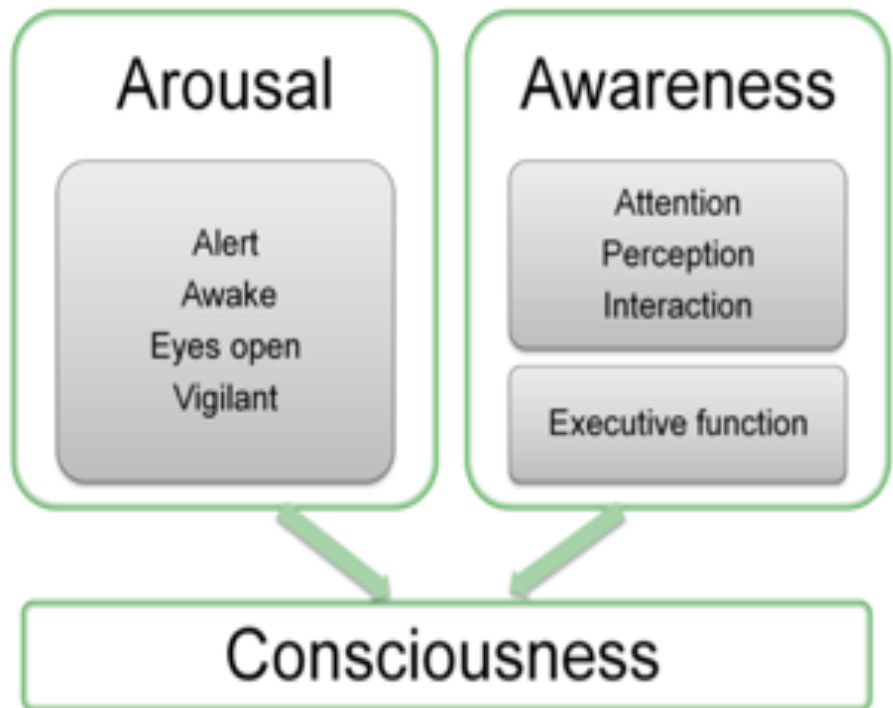 Arousal
Alert
Awake
Eyes open
Vigilant
Awareness
Attention
Perception
Interaction
Executive function
Consciousness